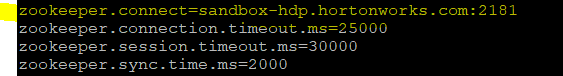 zookeeper.connect=sandbox-hdp.hortonworks.com:2181
zookeeper.connection.timeout.ms=25000
zookeeper.session.timeout.ms=30000
zookeeper.sync.time.ms=2000